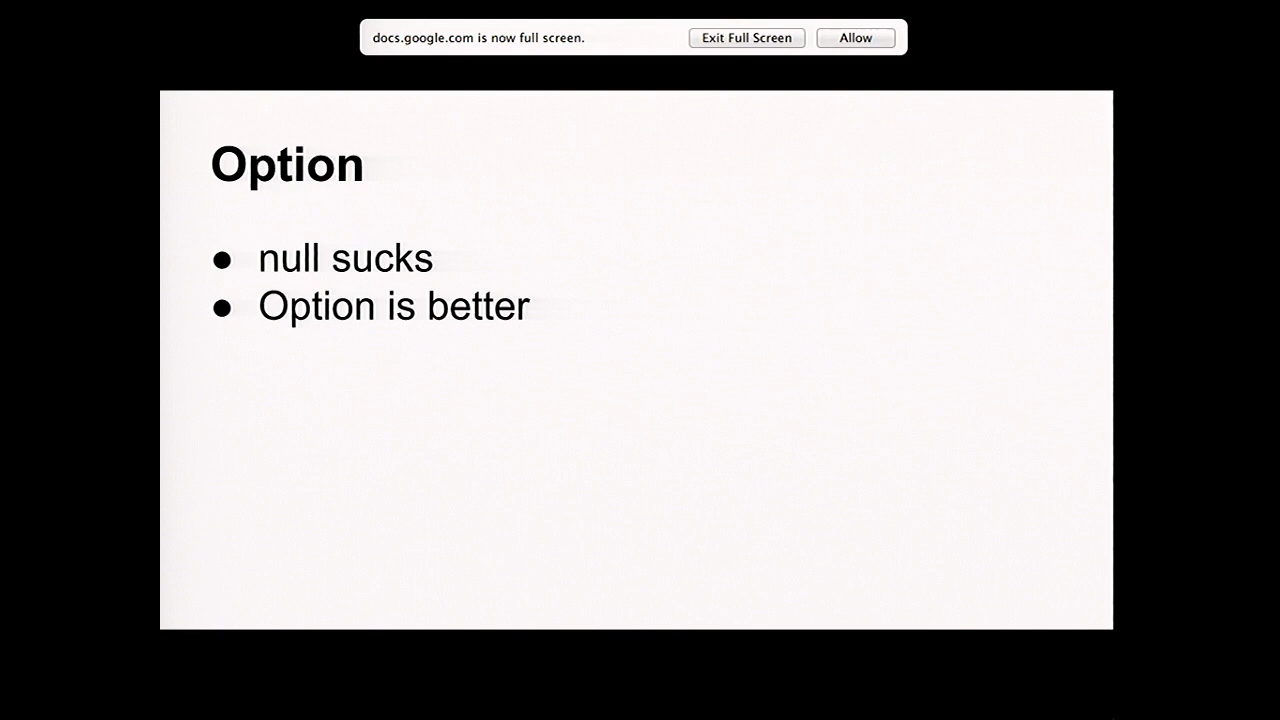 docs.google.com is now full screen.
Exit Full Screen
Allow
Option
● null sucks
● Option is better